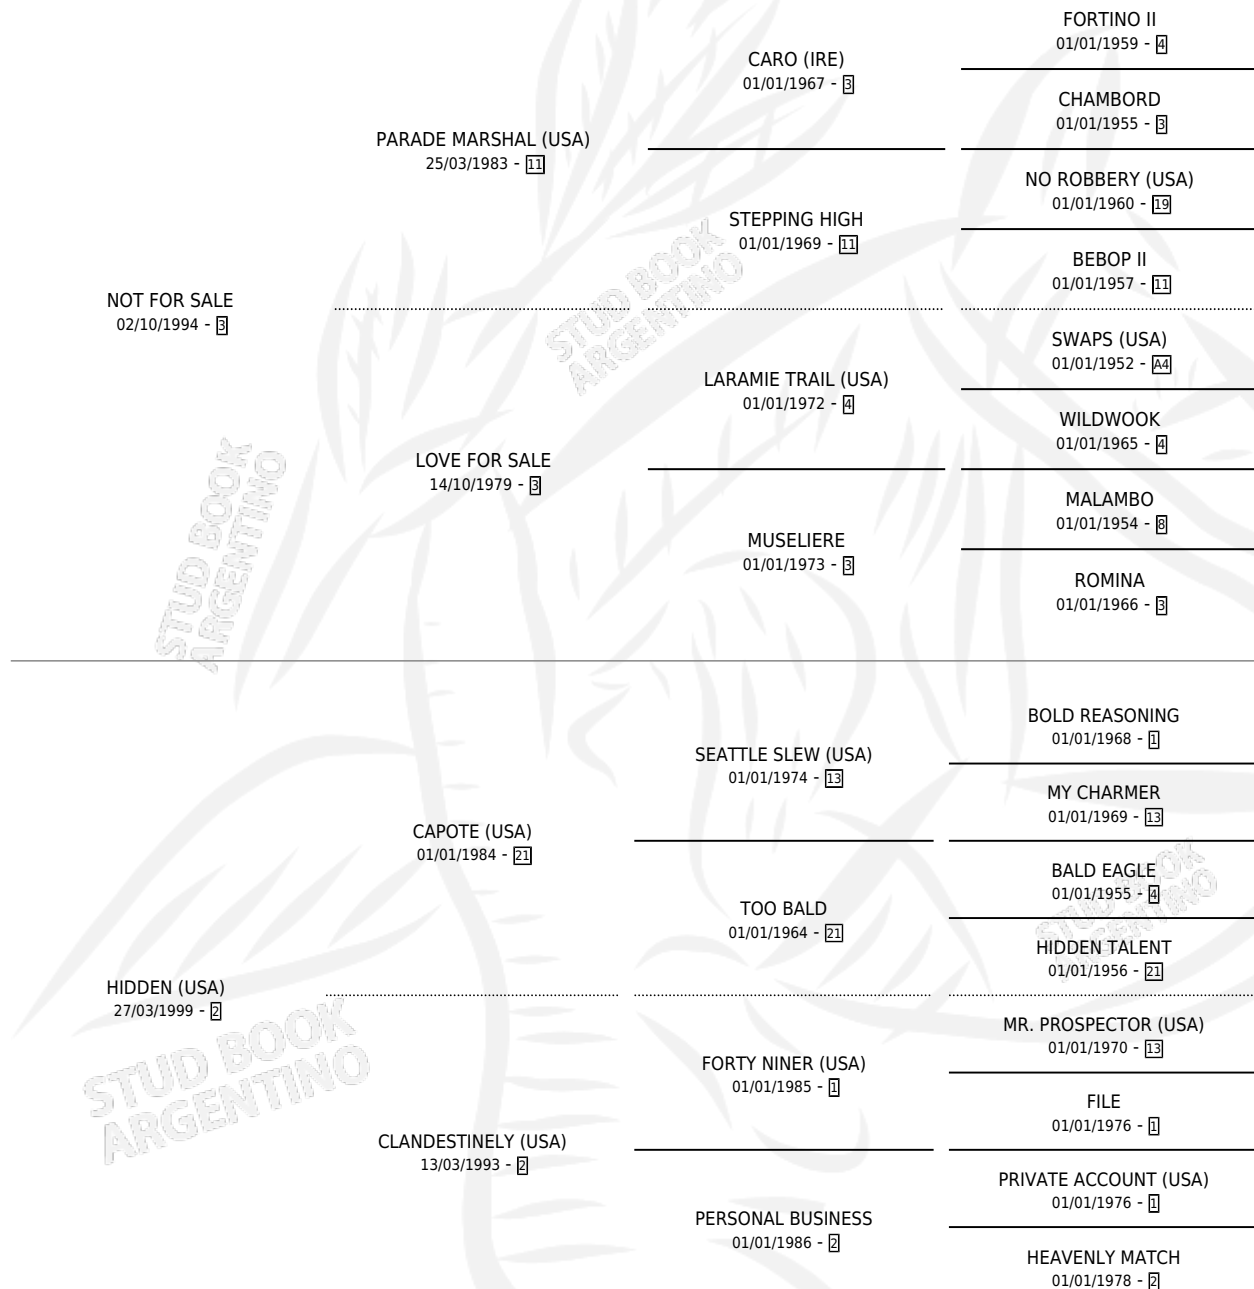 FORTINO II
01/01/1959 - 4
CARO (IRE)
01/01/1967 - 3
CHAMBORD
01/01/1955 - 3
PARADE MARSHAL (USA)
25/03/1983 - 11
NO ROBBERY (USA)
01/01/1960 - 19
STEPPING HIGH
01/01/1969 - 11
BEBOP II
01/01/1957 - 11
NOT FOR SALE
02/10/1994 - 3
STUD BOOK
ARGENTINO
SWAPS (USA)
01/01/1952 - A4
LARAMIE TRAIL (USA)
01/01/1972 - 4
WILDWOOK
01/01/1965 - 4
LOVE FOR SALE
14/10/1979 - 3
MALAMBO
01/01/1954 - 8
MUSELIERE
01/01/1973 - 3
ROMINA
01/01/1966 - 3
STUD BOOK
ARGENTINO
BOLD REASONING
01/01/1968 - 1
SEATTLE SLEW (USA)
01/01/1974 - 13
MY CHARMER
01/01/1969 - 13
CAPOTE (USA)
01/01/1984 - 21
BALD EAGLE
01/01/1955 - 4
TOO BALD
01/01/1964 - 21
STUD BOOK
ARGENTINO
HIDDEN TALENT
01/01/1956 - 21
HIDDEN (USA)
27/03/1999 - 2
STUD BOOK
ARGENTINO
MR. PROSPECTOR (USA)
01/01/1970 - 13
FORTY NINER (USA)
01/01/1985 - 1
FILE
01/01/1976 - 1
CLANDESTINELY (USA)
13/03/1993 - 2
PRIVATE ACCOUNT (USA)
01/01/1976 - 1
PERSONAL BUSINESS
01/01/1986 - 2
HEAVENLY MATCH
01/01/1978 - 2